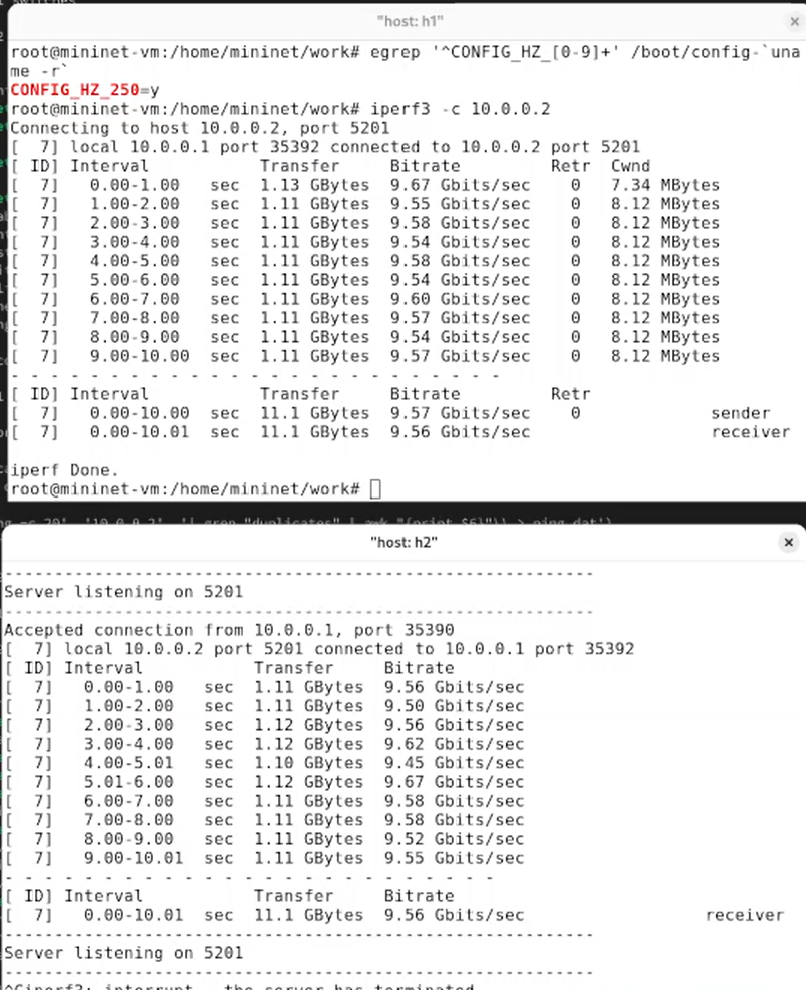 "host: h1"
root@mininet-vm:/home/mininet/work# egrep '^CONFIG_HZ_[0-9]+' /boot/config-`una
me -r`
CONFIG_HZ_250=y
root@mininet-vm:/home/mininet/work# iperf3 -c 10.0.0.2
Connecting to host 10.0.0.2, port 5201
[  7] local 10.0.0.1 port 35392 connected to 10.0.0.2 port 5201
[ ID] Interval           Transfer     Bitrate         Retr  Cwnd
[  7]   0.00-1.00   sec  1.13 GBytes  9.67 Gbits/sec    0   7.34 MBytes
[  7]   1.00-2.00   sec  1.11 GBytes  9.55 Gbits/sec    0   8.12 MBytes
[  7]   2.00-3.00   sec  1.11 GBytes  9.58 Gbits/sec    0   8.12 MBytes
[  7]   3.00-4.00   sec  1.11 GBytes  9.54 Gbits/sec    0   8.12 MBytes
[  7]   4.00-5.00   sec  1.11 GBytes  9.58 Gbits/sec    0   8.12 MBytes
[  7]   5.00-6.00   sec  1.11 GBytes  9.54 Gbits/sec    0   8.12 MBytes
[  7]   6.00-7.00   sec  1.11 GBytes  9.60 Gbits/sec    0   8.12 MBytes
[  7]   7.00-8.00   sec  1.11 GBytes  9.57 Gbits/sec    0   8.12 MBytes
[  7]   8.00-9.00   sec  1.11 GBytes  9.54 Gbits/sec    0   8.12 MBytes
[  7]   9.00-10.00  sec  1.11 GBytes  9.57 Gbits/sec    0   8.12 MBytes
- - - - - - - - - - - - - - - - - - - - - - - - -
[ ID] Interval           Transfer     Bitrate         Retr
[  7]   0.00-10.00  sec  11.1 GBytes  9.57 Gbits/sec    0             sender
[  7]   0.00-10.01  sec  11.1 GBytes  9.56 Gbits/sec                  receiver
iperf Done.
root@mininet-vm:/home/mininet/work#
"host: h2"
-----------------------------------------------------------
Server listening on 5201
-----------------------------------------------------------
Accepted connection from 10.0.0.1, port 35390
[  7] local 10.0.0.2 port 5201 connected to 10.0.0.1 port 35392
[ ID] Interval           Transfer     Bitrate
[  7]   0.00-1.00   sec  1.11 GBytes  9.56 Gbits/sec
[  7]   1.00-2.00   sec  1.11 GBytes  9.50 Gbits/sec
[  7]   2.00-3.00   sec  1.12 GBytes  9.56 Gbits/sec
[  7]   3.00-4.00   sec  1.12 GBytes  9.62 Gbits/sec
[  7]   4.00-5.01   sec  1.10 GBytes  9.45 Gbits/sec
[  7]   5.01-6.00   sec  1.12 GBytes  9.67 Gbits/sec
[  7]   6.00-7.00   sec  1.11 GBytes  9.58 Gbits/sec
[  7]   7.00-8.00   sec  1.11 GBytes  9.58 Gbits/sec
[  7]   8.00-9.00   sec  1.11 GBytes  9.52 Gbits/sec
[  7]   9.00-10.01  sec  1.11 GBytes  9.55 Gbits/sec
- - - - - - - - - - - - - - - - - - - - - - - - -
[ ID] Interval           Transfer     Bitrate
[  7]   0.00-10.01  sec  11.1 GBytes  9.56 Gbits/sec                  receiver
-----------------------------------------------------------
Server listening on 5201
-----------------------------------------------------------
^Ciperf3: interrupt - the server has terminated